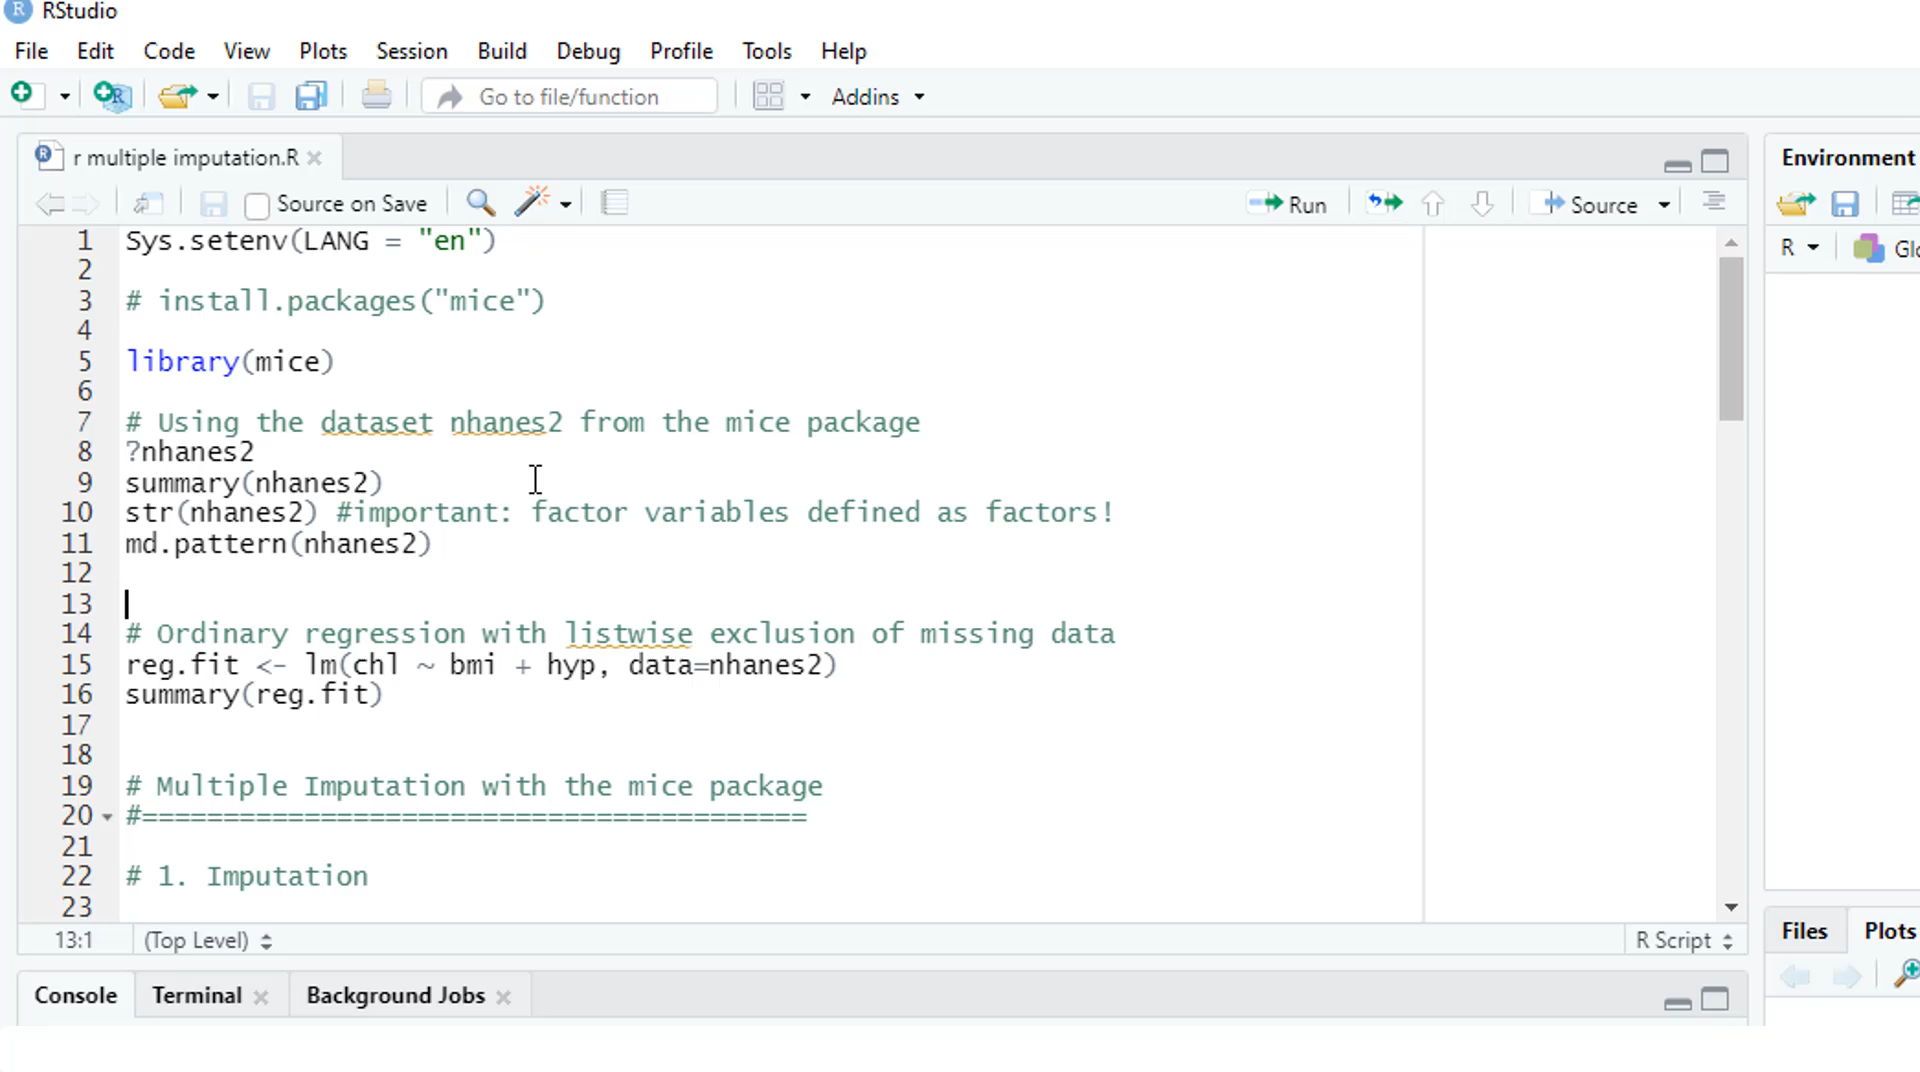 RStudio
File Edit Code View Plots Session Build Debug Profile Tools Help
Go to file/function Addins
r multiple imputation.R
Environment
Source on Save Run Source
R
1 Sys.setenv(LANG = "en")
2
3 # install.packages("mice")
4
5 library(mice)
6
7 # Using the dataset nhanes2 from the mice package
8 ?nhanes2
9 summary(nhanes2)
10 str(nhanes2) #important: factor variables defined as factors!
11 md.pattern(nhanes2)
12
13
14 # Ordinary regression with listwise exclusion of missing data
15 reg.fit <- lm(chl ~ bmi + hyp, data=nhanes2)
16 summary(reg.fit)
17
18
19 # Multiple Imputation with the mice package
20 #=========================================
21
22 # 1. Imputation
23
13:1 (Top Level) R Script
Files Plots
Console Terminal Background Jobs